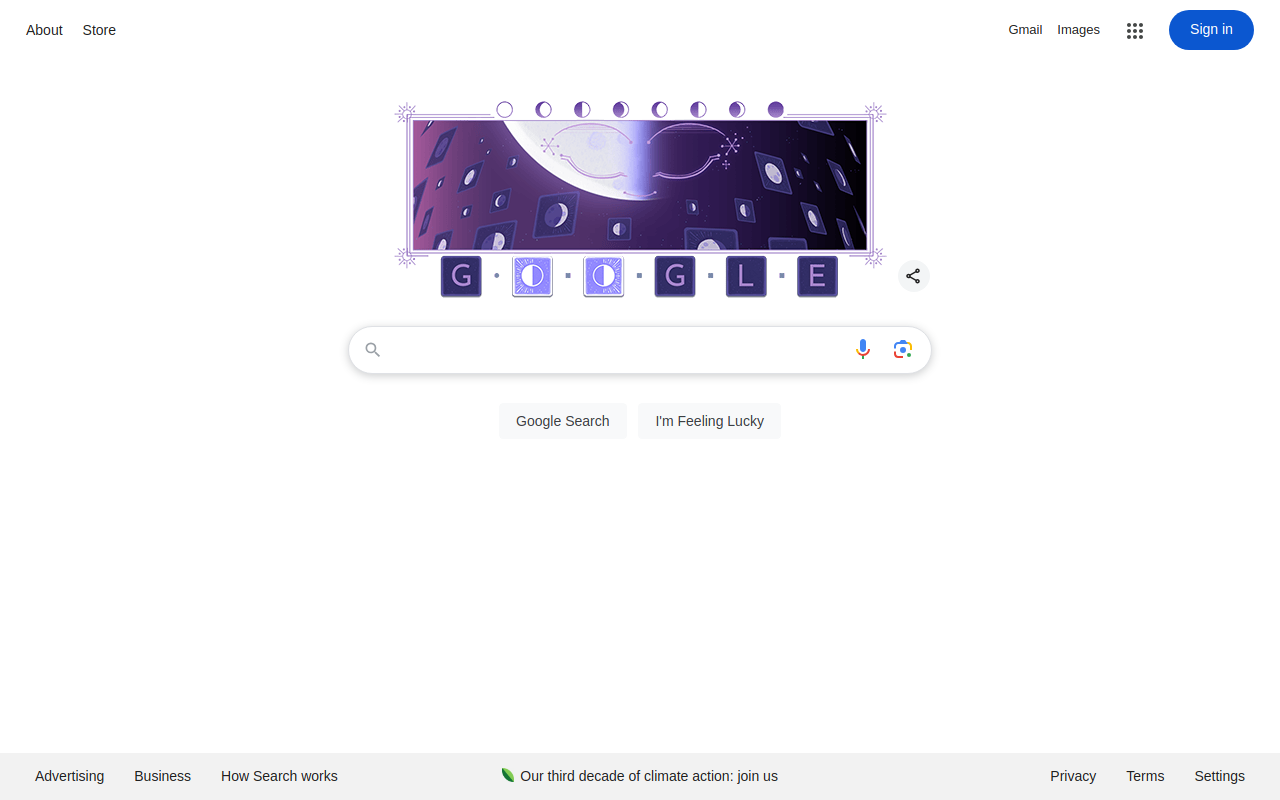 About Store
Gmail Images Sign in
G O O G L E
Google Search I'm Feeling Lucky
Advertising Business How Search works
Our third decade of climate action: join us
Privacy Terms Settings